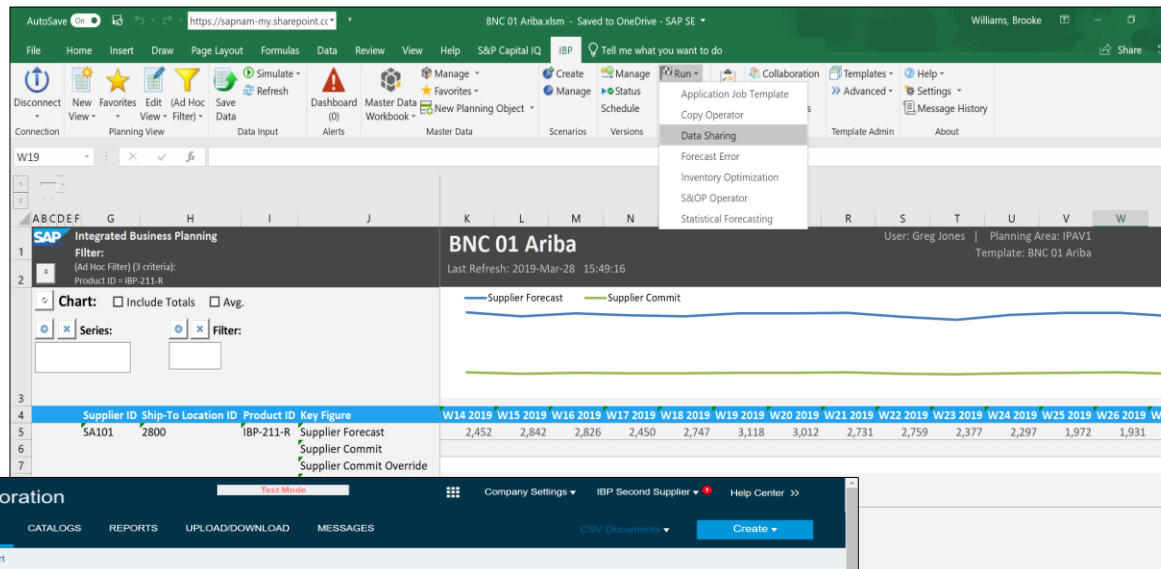 AutoSave On https://sapnam-my.sharepoint.cc BNC 01 Ariba.xlsm - Saved to OneDrive - SAP SE Williams, Brooke
File Home Insert Draw Page Layout Formulas Data Review View Help S&P Capital IQ IBP Tell me what you want to do Share
Simulate Manage Create Manage Run Collaboration Templates Help
Refresh Favorites Manage Status Advanced Settings
Disconnect New Favorites Edit (Ad Hoc Save Dashboard Master Data New Planning Object Schedule Message History
View View Filter) Data (0) Workbook
Connection Planning View Data Input Alerts Master Data Scenarios Versions Template Admin About
Application Job Template
Copy Operator
Data Sharing
Forecast Error
Inventory Optimization
S&OP Operator
Statistical Forecasting
W19 fx
1
2
A B C D E F G H I J K L M N R S T U V W
1 SAP Integrated Business Planning BNC 01 Ariba User: Greg Jones | Planning Area: IPAV1
Filter: Template: BNC 01 Ariba
(Ad Hoc Filter) (3 criteria): Last Refresh: 2019-Mar-28 15:49:16
2 Product ID = IBP-211-R
Chart: Include Totals Avg. Supplier Forecast Supplier Commit
Series: Filter:
3
4 Supplier ID Ship-To Location ID Product ID Key Figure W14 2019 W15 2019 W16 2019 W17 2019 W18 2019 W19 2019 W20 2019 W21 2019 W22 2019 W23 2019 W24 2019 W25 2019 W26 2019 W
5 SA101 2800 IBP-211-R Supplier Forecast 2,452 2,842 2,826 2,450 2,747 3,118 3,012 2,731 2,759 2,377 2,297 1,972 1,931
6 Supplier Commit
7 Supplier Commit Override
oration Test Mode Company Settings IBP Second Supplier Help Center >>
CATALOGS REPORTS UPLOAD/DOWNLOAD MESSAGES CSV Documents Create
rt